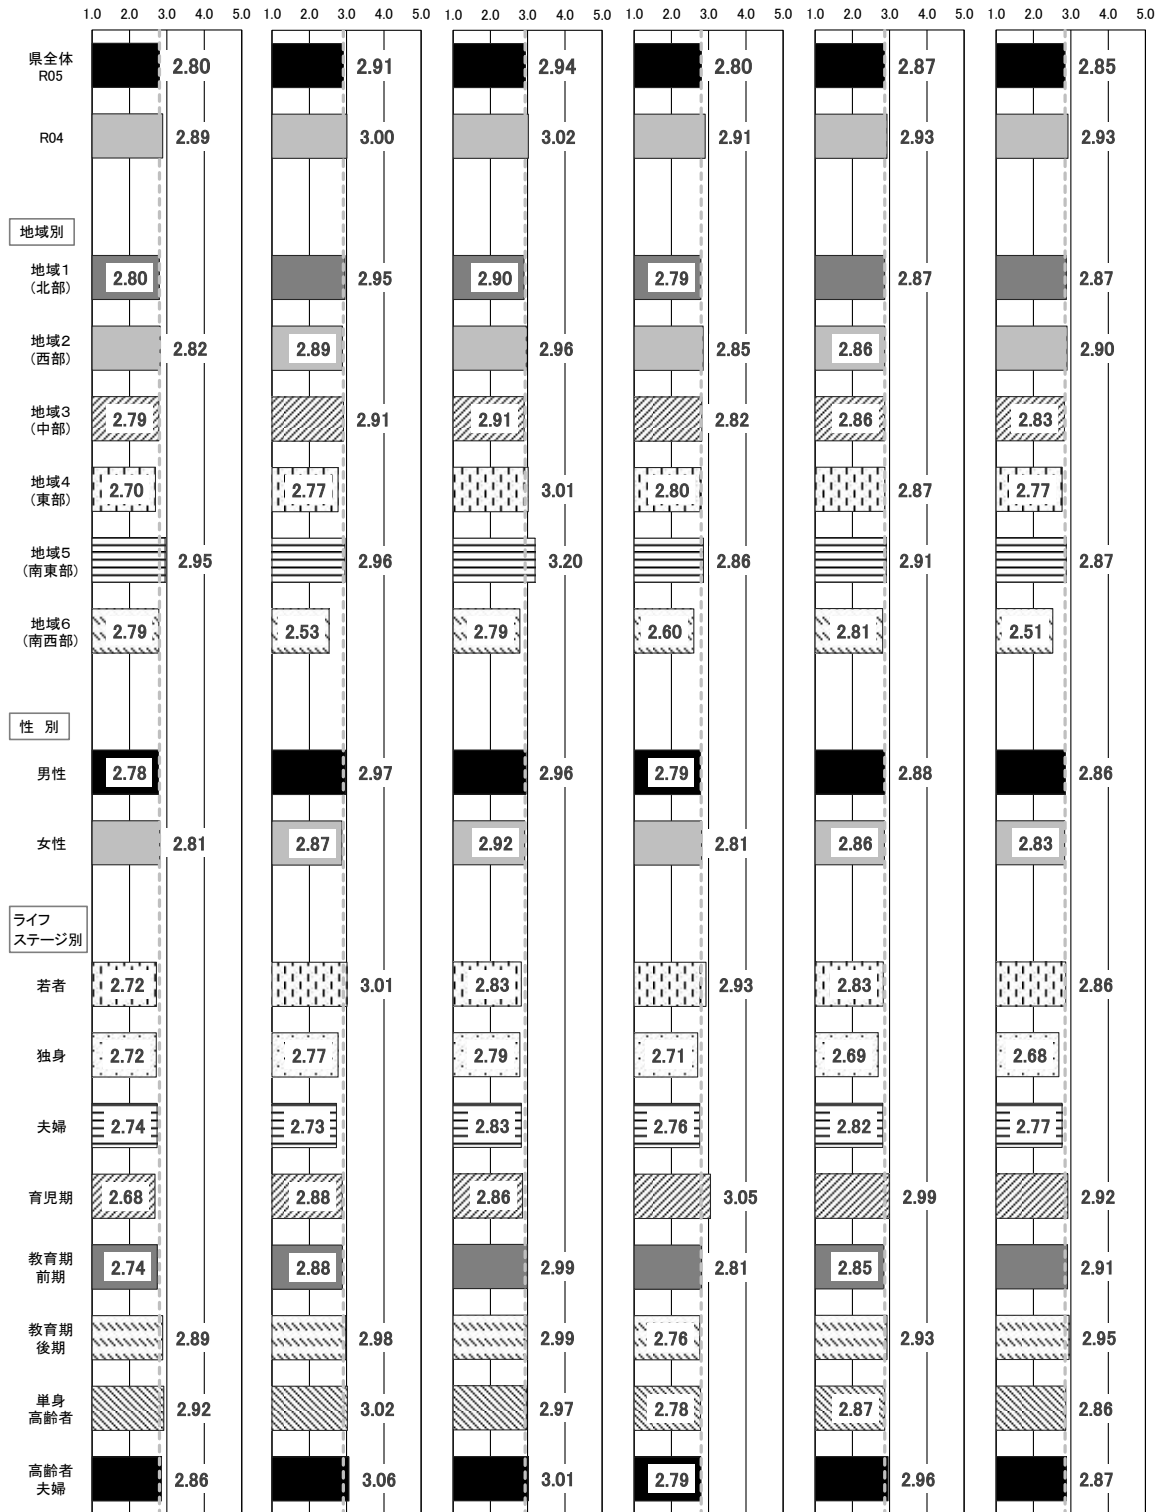 1.0 2.0 3.0 4.0 5.0 1.0 2.0 3.0 4.0 5.0 1.0 2.0 3.0 4.0 5.0 1.0 2.0 3.0 4.0 5.0 1.0 2.0 3.0 4.0 5.0 1.0 2.0 3.0 4.0 5.0
県全体
R05
2.80 2.91 2.94 2.80 2.87 2.85
R04 2.89 3.00 3.02 2.91 2.93 2.93
地域別
地域1
(北部)
2.80 2.95 2.90 2.79 2.87 2.87
地域2
(西部)
2.82 2.89 2.96 2.85 2.86 2.90
地域3
(中部)
2.79 2.91 2.91 2.82 2.86 2.83
地域4
(東部)
2.70 2.77 3.01 2.80 2.87 2.77
地域5
(南東部)
2.95 2.96 3.20 2.86 2.91 2.87
地域6
(南西部)
2.79 2.53 2.79 2.60 2.81 2.51
性 別
男性 2.78 2.97 2.96 2.79 2.88 2.86
女性 2.81 2.87 2.92 2.81 2.86 2.83
ライフ
ステージ別
若者 2.72 3.01 2.83 2.93 2.83 2.86
独身 2.72 2.77 2.79 2.71 2.69 2.68
夫婦 2.74 2.73 2.83 2.76 2.82 2.77
育児期 2.68 2.88 2.86 3.05 2.99 2.92
教育期
前期
2.74 2.88 2.99 2.81 2.85 2.91
教育期
後期
2.89 2.98 2.99 2.76 2.93 2.95
単身
高齢者
2.92 3.02 2.97 2.78 2.87 2.86
高齢者
夫婦
2.86 3.06 3.01 2.79 2.96 2.87